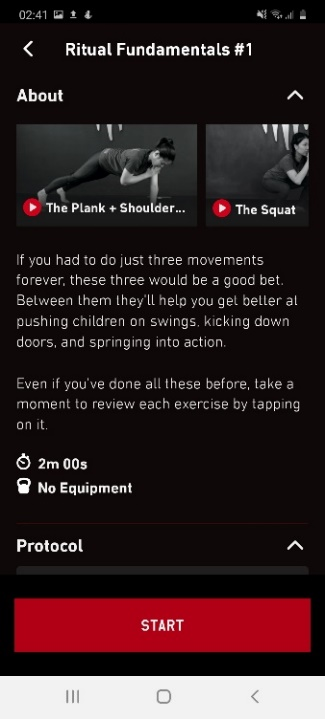 02:41
Ritual Fundamentals #1
About
The Plank + Shoulder...
The Squat
If you had to do just three movements
forever, these three would be a good bet.
Between them they'll help you get better at
pushing children on swings, kicking down
doors, and springing into action.
Even if you've done all these before, take a
moment to review each exercise by tapping
on it.
2m 00s
No Equipment
Protocol
START